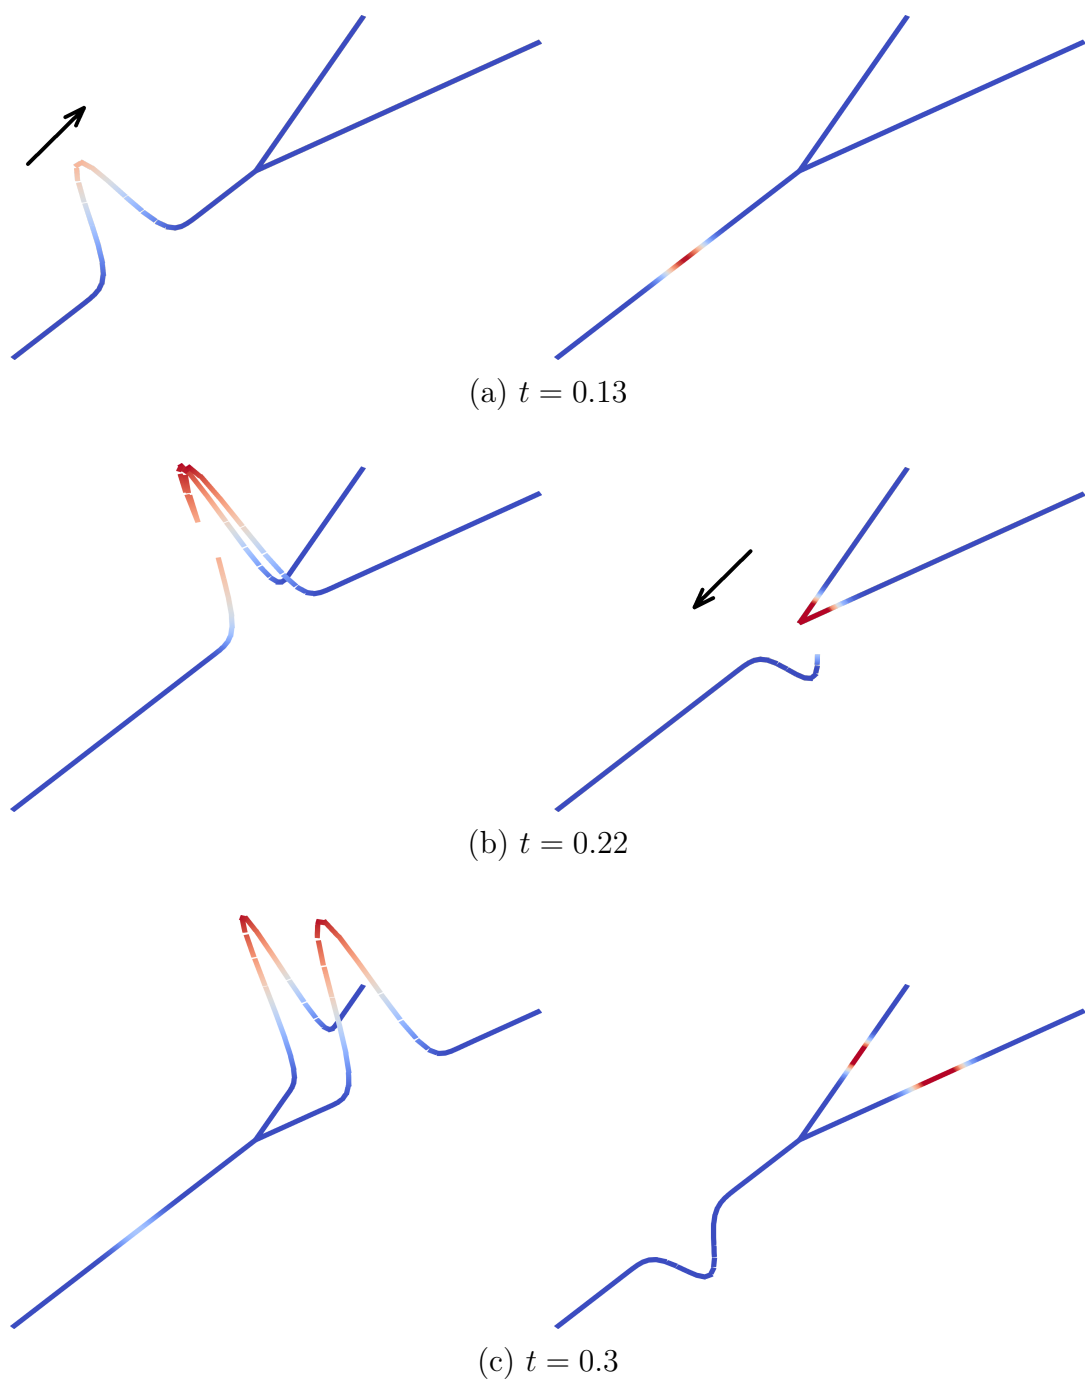 (a) t = 0.13
(b) t = 0.22
(c) t = 0.3